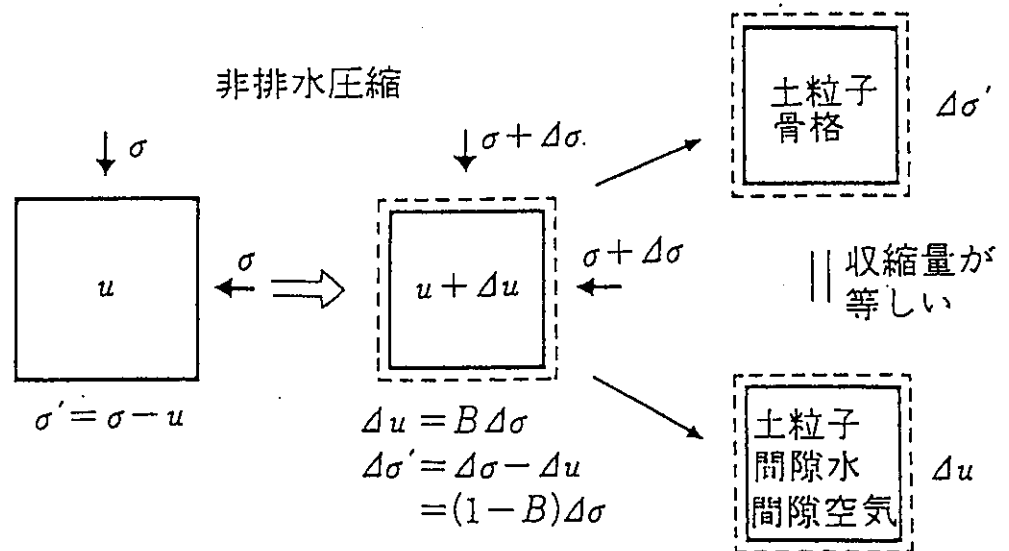 非排水圧縮
σ
u
σ
σ′=σ−u
σ+Δσ.
u+Δu
σ+Δσ
Δu=BΔσ
Δσ′=Δσ−Δu
=(1−B)Δσ
土粒子
骨格
Δσ′
収縮量が
等しい
土粒子
間隙水
間隙空気
Δu